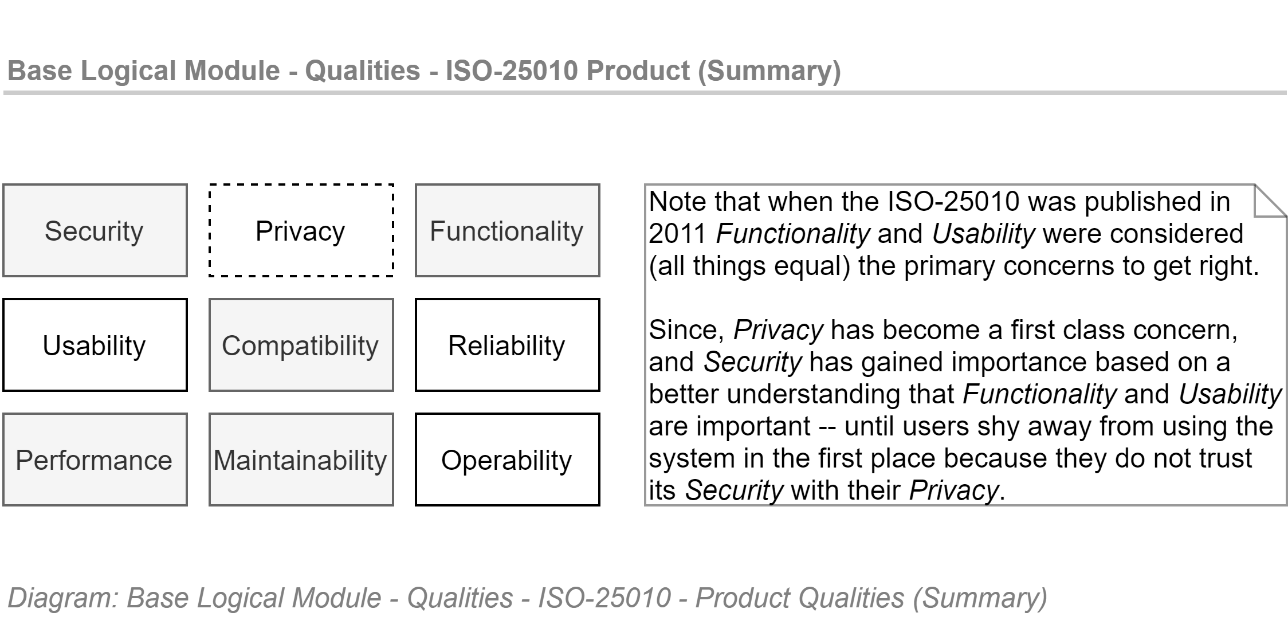 Base Logical Module - Qualities - ISO-25010 Product (Summary)
Security
Privacy
Functionality
Usability
Compatibility
Reliability
Performance
Maintainability
Operability
Note that when the ISO-25010 was published in
2011 Functionality and Usability were considered
(all things equal) the primary concerns to get right.
Since, Privacy has become a first class concern,
and Security has gained importance based on a
better understanding that Functionality and Usability
are important -- until users shy away from using the
system in the first place because they do not trust
its Security with their Privacy.
Diagram: Base Logical Module - Qualities - ISO-25010 - Product Qualities (Summary)